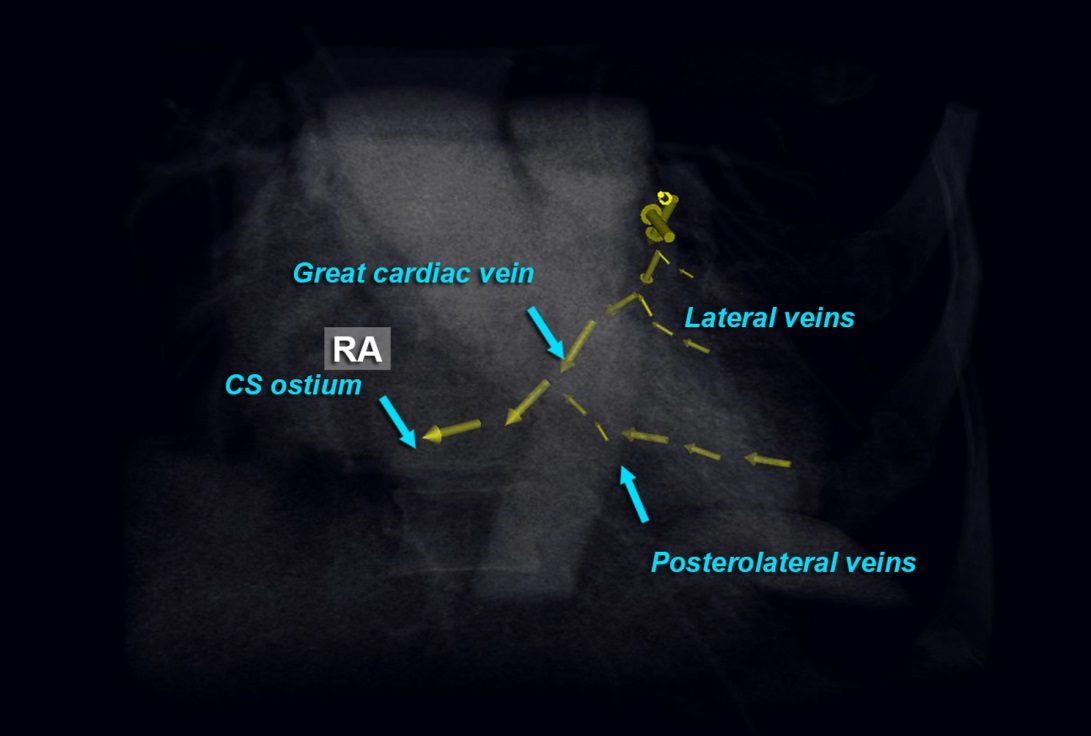 Great cardiac vein
Lateral veins
RA
CS ostium
Posterolateral veins